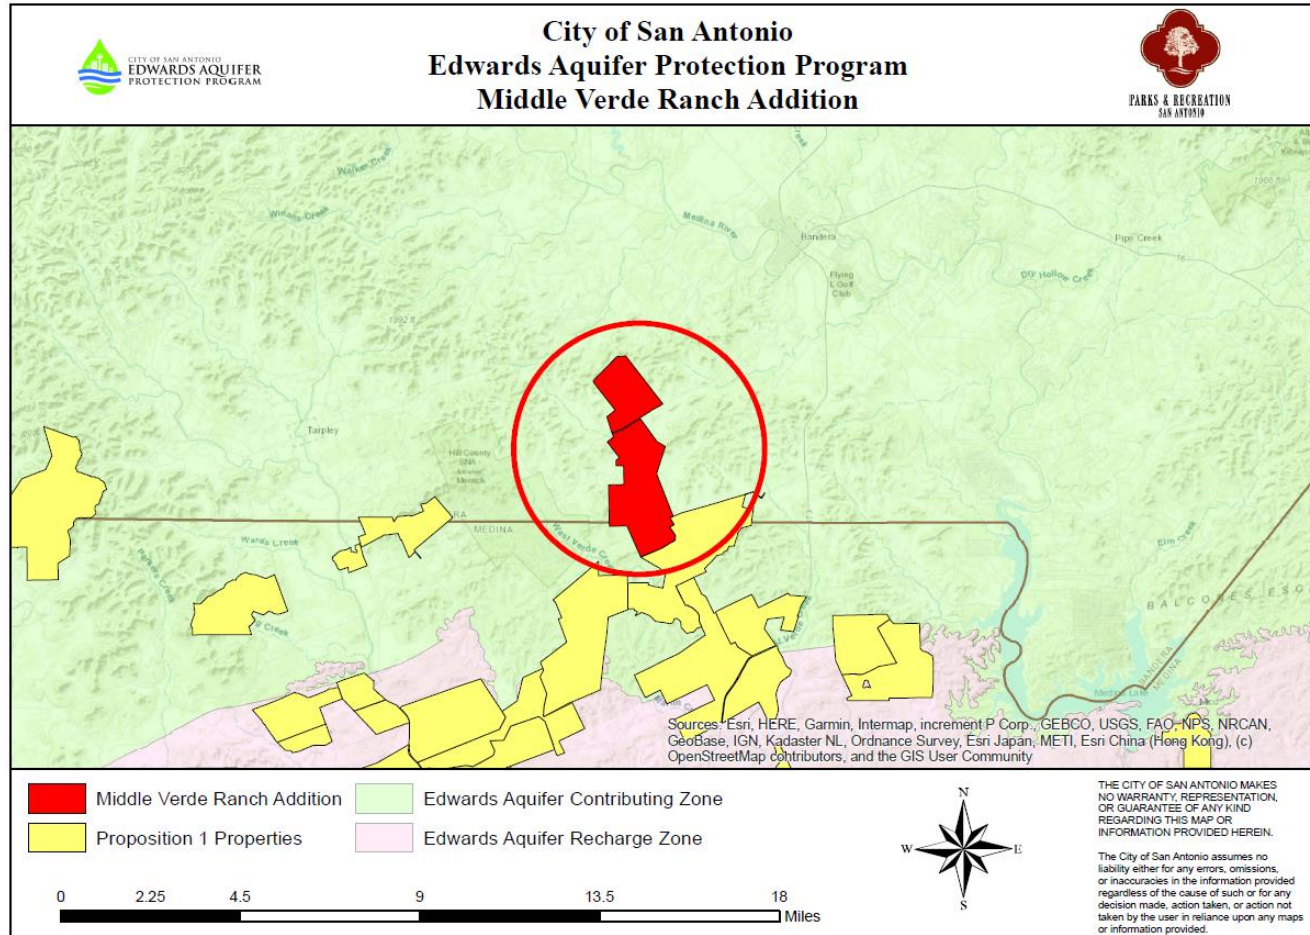 City of San Antonio
Edwards Aquifer Protection Program
Middle Verde Ranch Addition
CITY OF SAN ANTONIO
EDWARDS AQUIFER
PROTECTION PROGRAM
PARKS & RECREATION
SAN ANTONIO
Walker Creek
Winans Creek
Medina River
Bandera
Pipe Creek
16
1906 ft
Flying
L Golf
Club
Dry Hollow Creek
1992 ft
Tarpley
Hill County
SNA
MEDINA
West Verde Creek
Wards Creek
Parkers Creek
Elm Creek
BALCONES ESC
BANDERA
MEDINA
Medina Lake
Sources: Esri, HERE, Garmin, Intermap, increment P Corp., GEBCO, USGS, FAO, NPS, NRCAN,
GeoBase, IGN, Kadaster NL, Ordnance Survey, Esri Japan, METI, Esri China (Hong Kong), (c)
OpenStreetMap contributors, and the GIS User Community
Middle Verde Ranch Addition
Edwards Aquifer Contributing Zone
Proposition 1 Properties
Edwards Aquifer Recharge Zone
0 2.25 4.5 9 13.5 18
Miles
N
W E
S
THE CITY OF SAN ANTONIO MAKES
NO WARRANTY, REPRESENTATION,
OR GUARANTEE OF ANY KIND
REGARDING THIS MAP OR
INFORMATION PROVIDED HEREIN.
The City of San Antonio assumes no
liability either for any errors, omissions,
or inaccuracies in the information provided
regardless of the cause of such or for any
decision made, action taken, or action not
taken by the user in reliance upon any maps
or information provided.